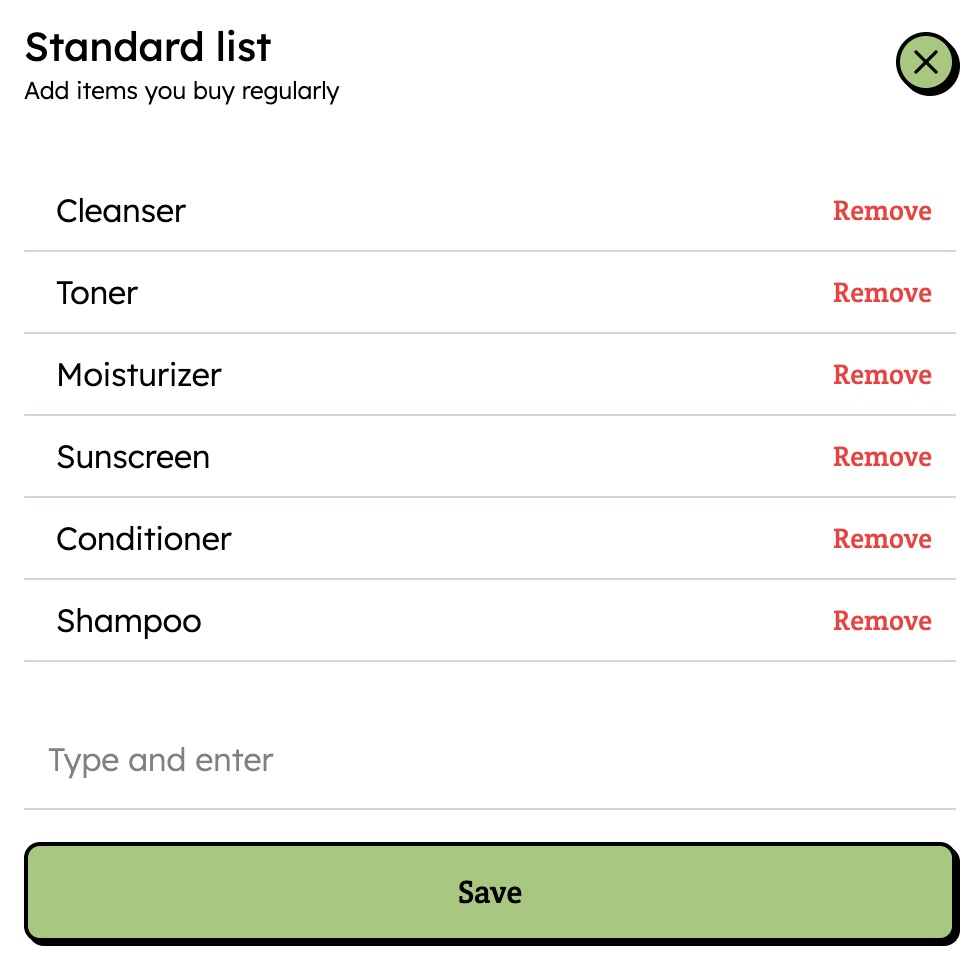 Standard list
Add items you buy regularly
Cleanser Remove
Toner Remove
Moisturizer Remove
Sunscreen Remove
Conditioner Remove
Shampoo Remove
Type and enter
Save